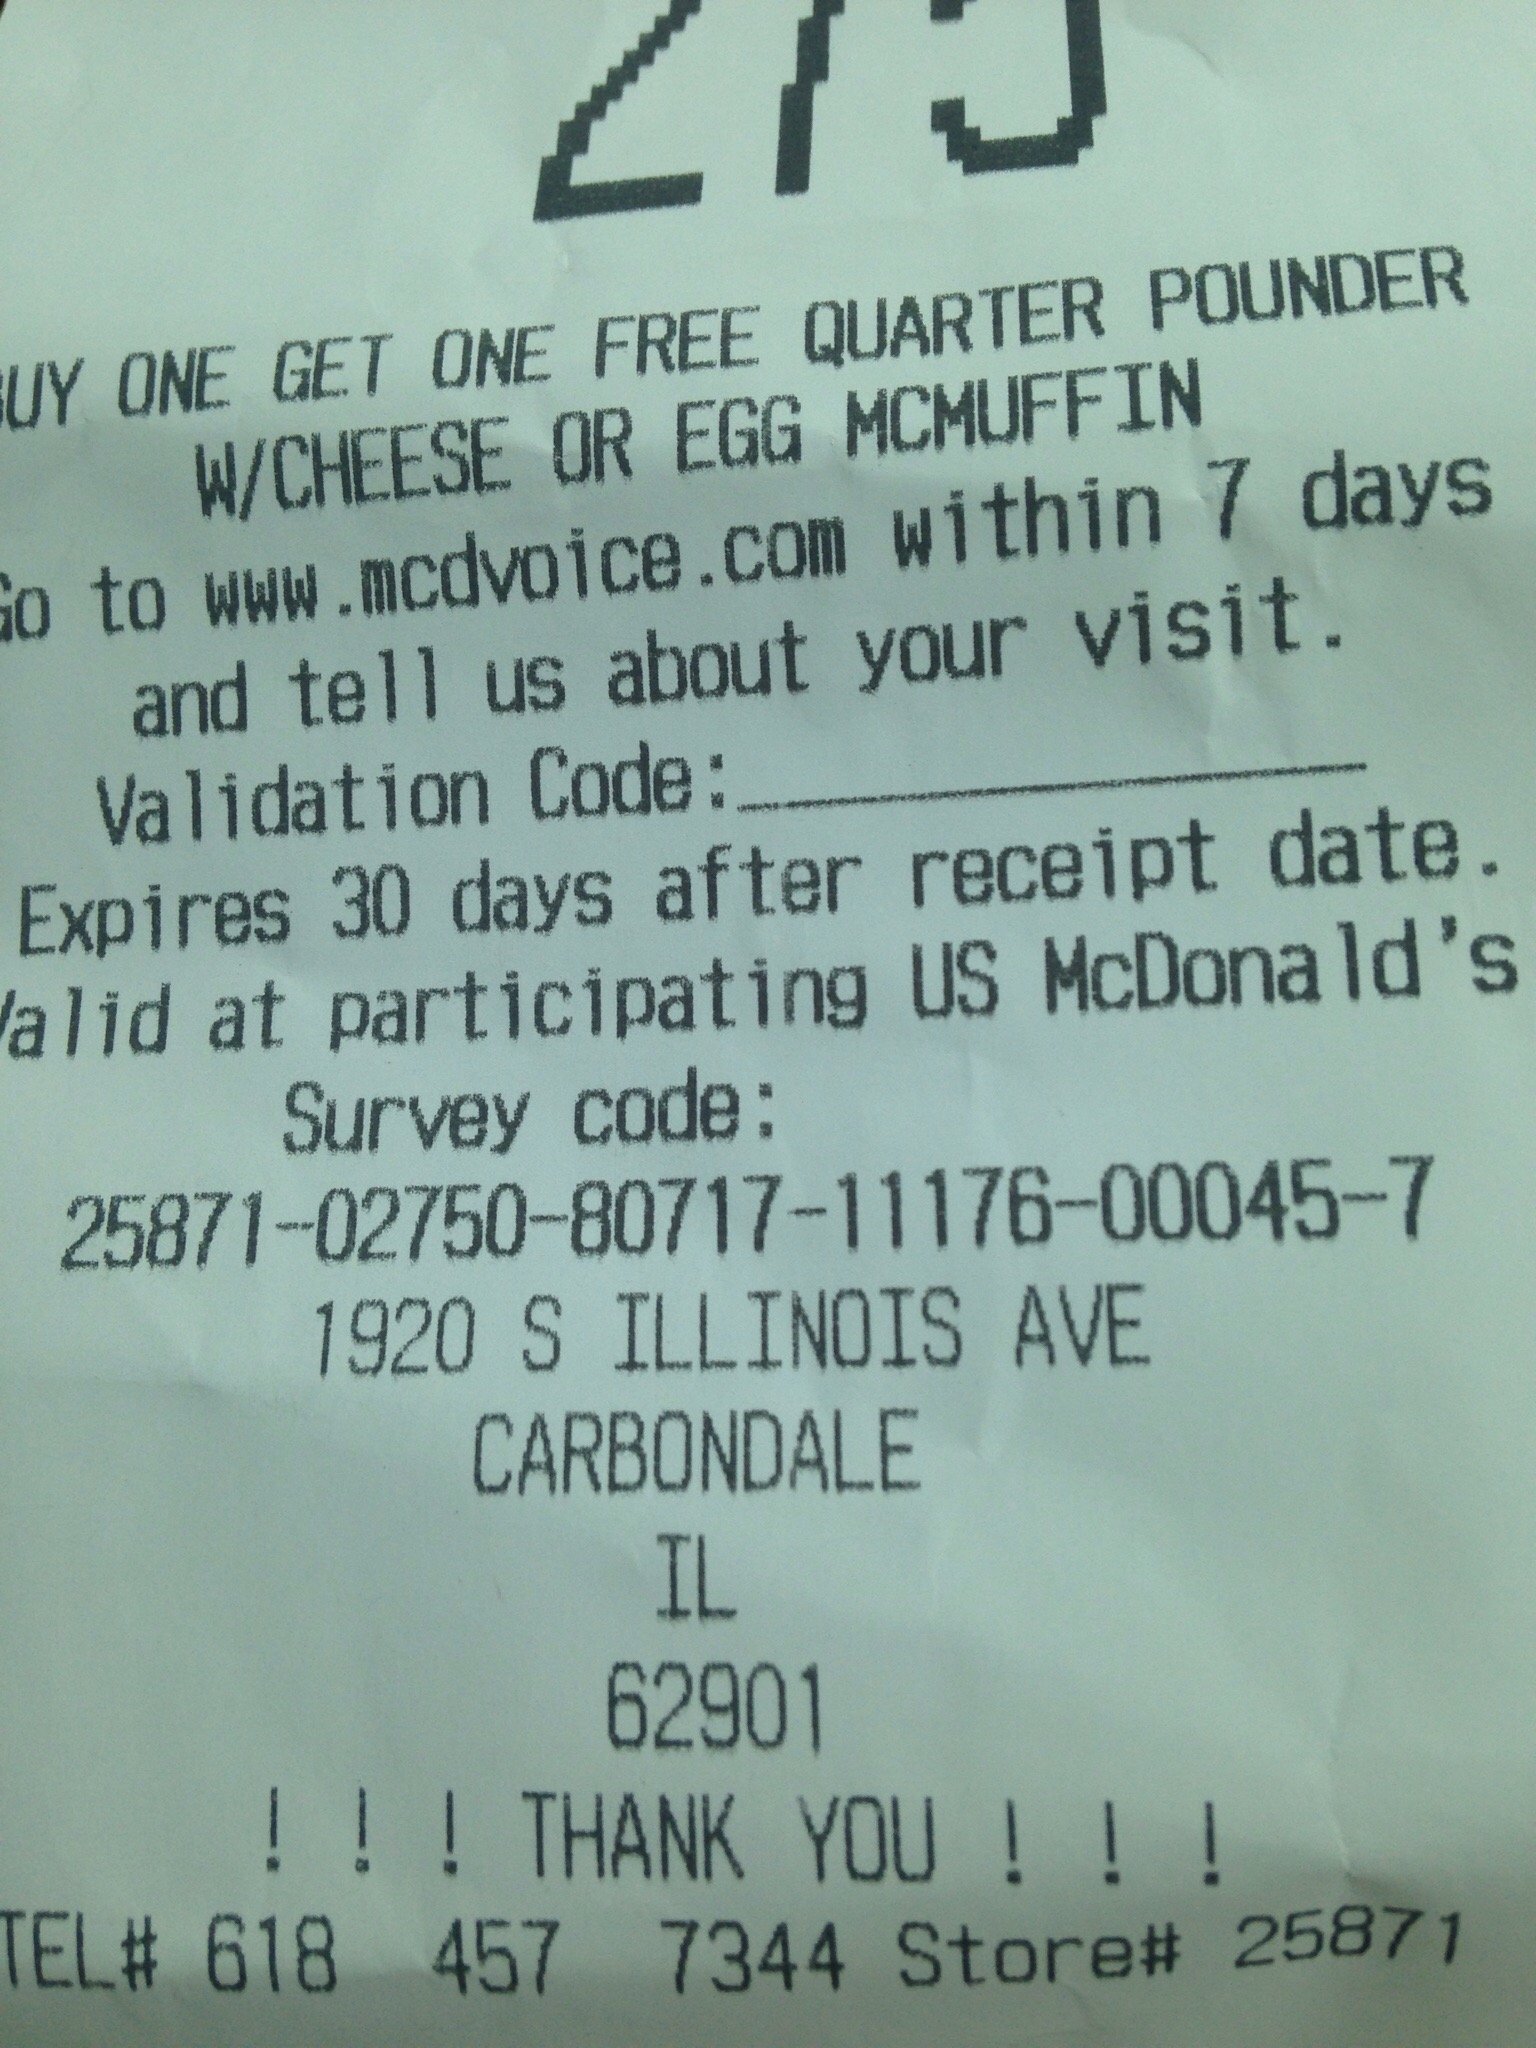 275
BUY ONE GET ONE FREE QUARTER POUNDER
W/CHEESE OR EGG MCMUFFIN
Go to www.mcdvoice.com within 7 days
and tell us about your visit.
Validation Code:_______________
Expires 30 days after receipt date.
Valid at participating US McDonald's
Survey code:
25871-02750-80717-11176-00045-7
1920 S ILLINOIS AVE
CARBONDALE
IL
62901
! ! ! THANK YOU ! ! !
TEL# 618 457 7344 Store# 25871